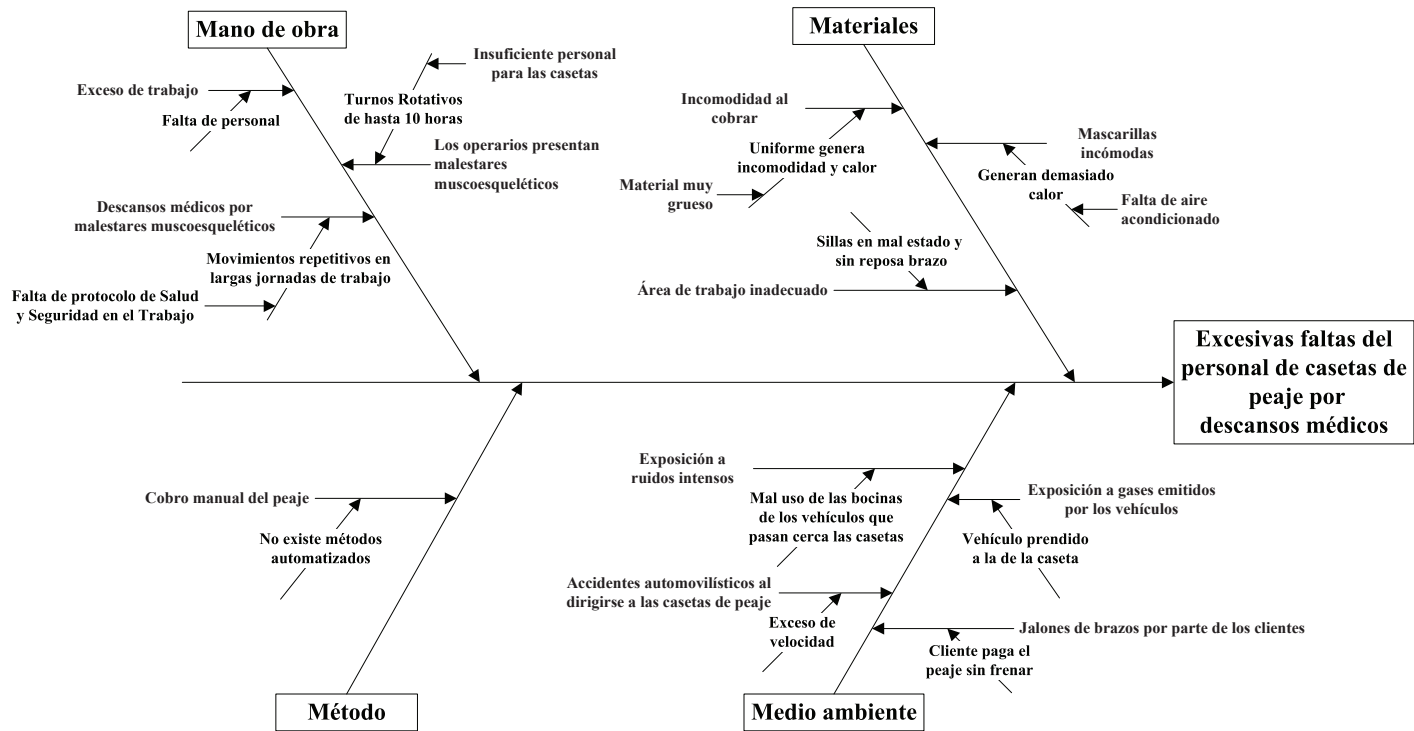 Mano de obra
Materiales
Insuficiente personal
para las casetas
Exceso de trabajo
Falta de personal
Turnos Rotativos
de hasta 10 horas
Los operarios presentan
malestares
muscoesqueléticos
Descansos médicos por
malestares muscoesqueléticos
Movimientos repetitivos en
largas jornadas de trabajo
Falta de protocolo de Salud
y Seguridad en el Trabajo
Incomodidad al
cobrar
Uniforme genera
incomodidad y calor
Material muy
grueso
Mascarillas
incómodas
Generan demasiado
calor
Falta de aire
acondicionado
Sillas en mal estado y
sin reposa brazo
Área de trabajo inadecuado
Excesivas faltas del
personal de casetas de
peaje por
descansos médicos
Cobro manual del peaje
No existe métodos
automatizados
Exposición a
ruidos intensos
Mal uso de las bocinas
de los vehículos que
pasan cerca las casetas
Exposición a gases emitidos
por los vehículos
Vehículo prendido
a la de la caseta
Accidentes automovilísticos al
dirigirse a las casetas de peaje
Exceso de
velocidad
Jalones de brazos por parte de los clientes
Cliente paga el
peaje sin frenar
Método
Medio ambiente